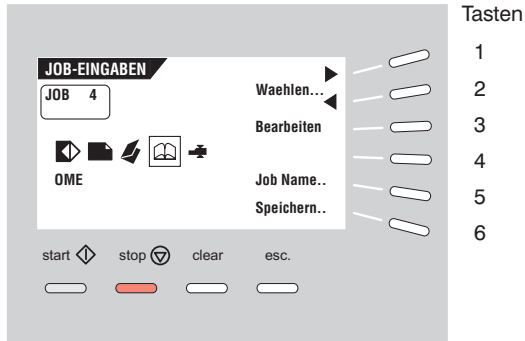 Tasten
1
JOB-EINGABEN
JOB 4
Waehlen...
2
Bearbeiten
3
4
OME
Job Name..
5
Speichern..
6
start stop clear esc.